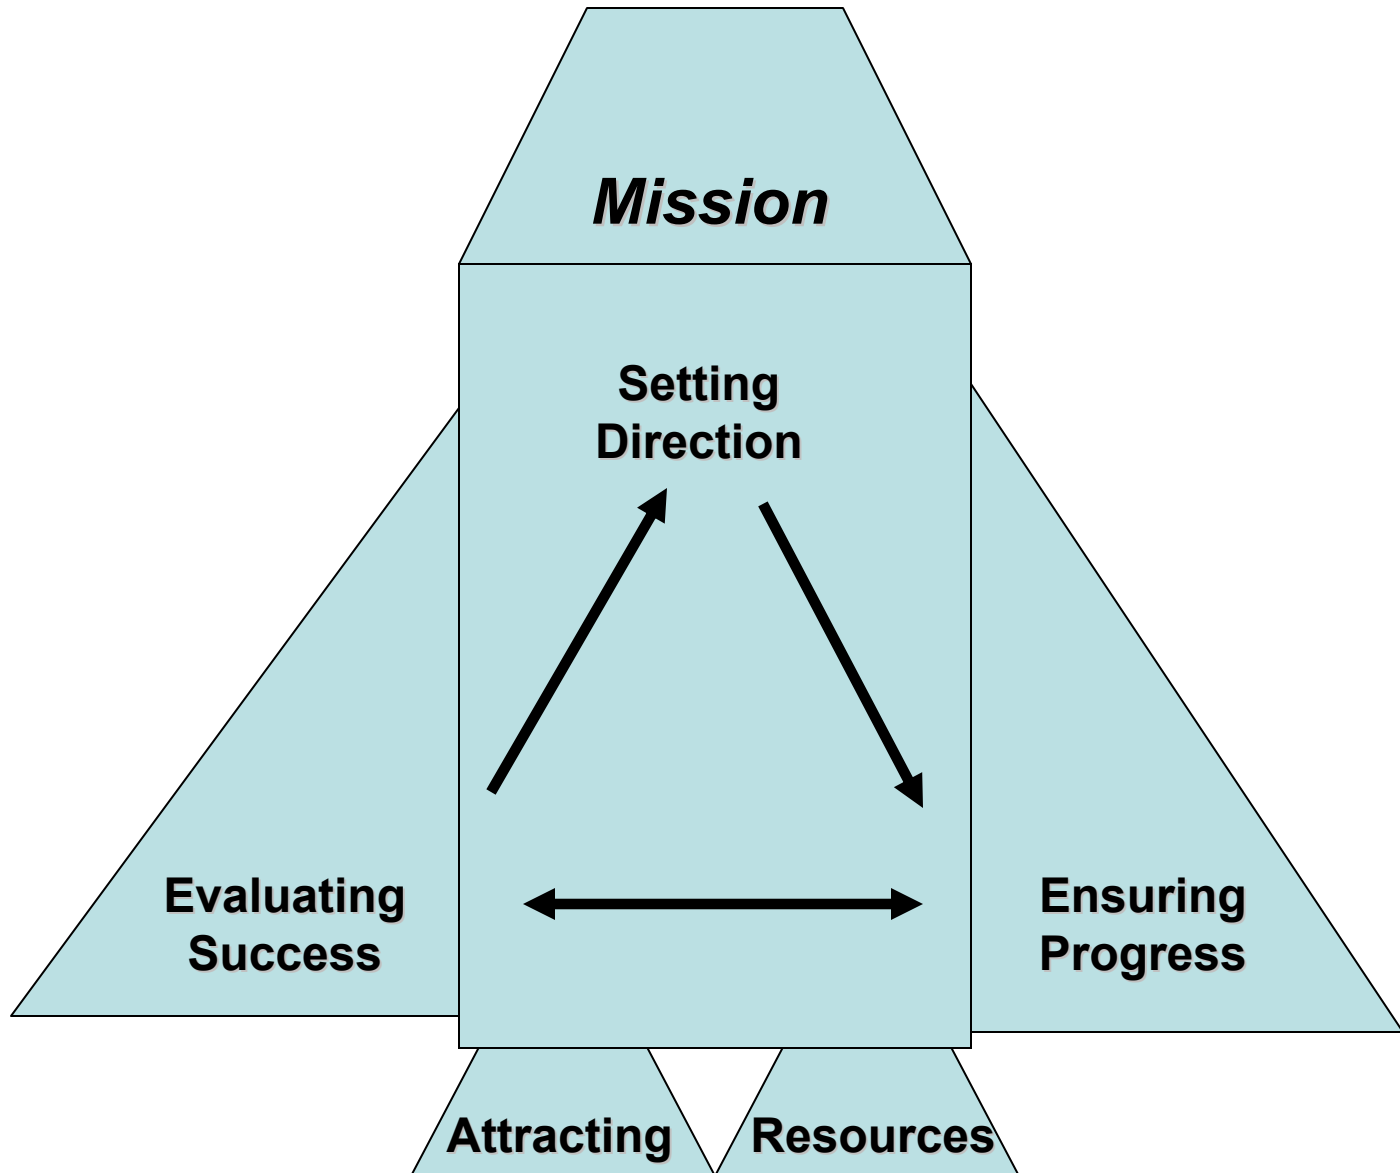 Mission
Setting
Direction
Evaluating
Success
Ensuring
Progress
Attracting
Resources